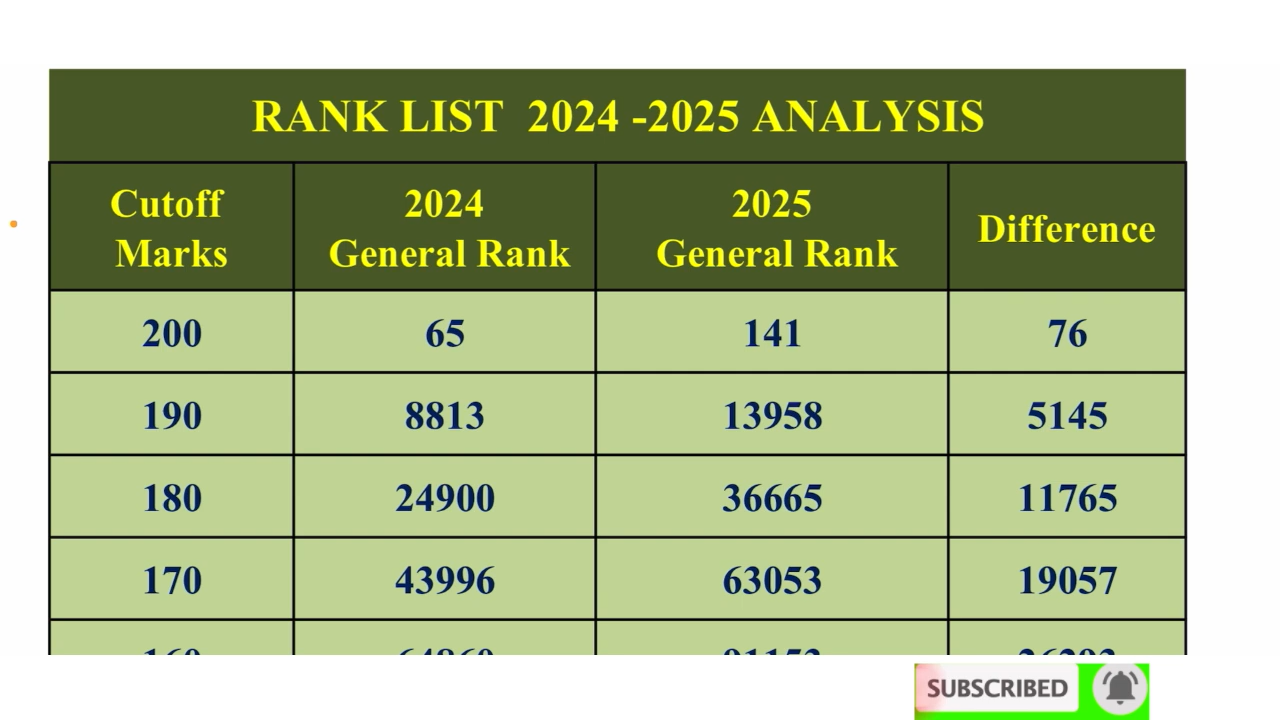 RANK LIST 2024 -2025 ANALYSIS
Cutoff Marks 2024 General Rank 2025 General Rank Difference
200 65 141 76
190 8813 13958 5145
180 24900 36665 11765
170 43996 63053 19057
SUBSCRIBED